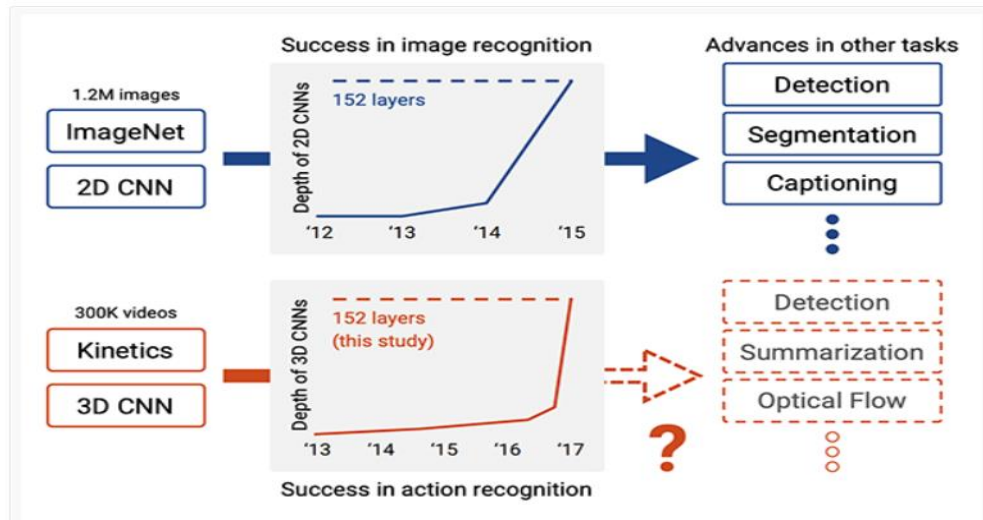 Success in image recognition
Advances in other tasks
1.2M images
ImageNet
2D CNN
Depth of 2D CNNs
152 layers
‘12 ‘13 ‘14 ‘15
Detection
Segmentation
Captioning
300K videos
Kinetics
3D CNN
Depth of 3D CNNs
152 layers
(this study)
‘13 ‘14 ‘15 ‘16 ‘17
Success in action recognition
?
Detection
Summarization
Optical Flow